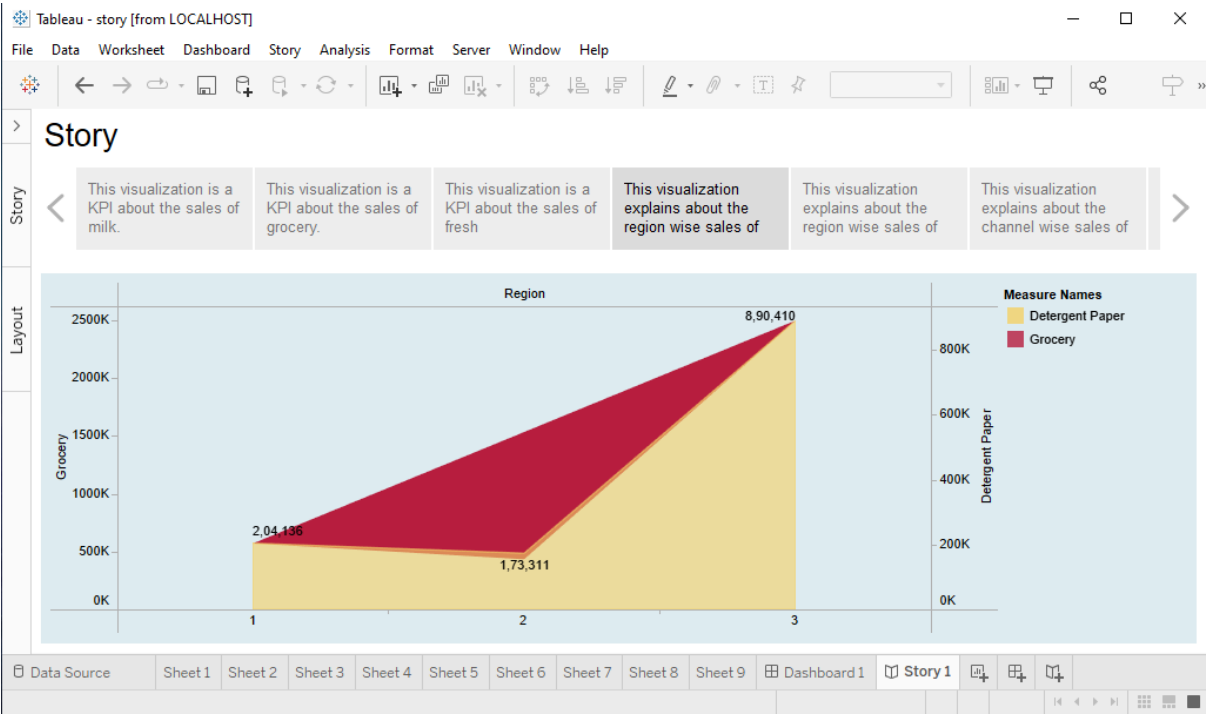 Tableau - story [from LOCALHOST]
File Data Worksheet Dashboard Story Analysis Format Server Window Help
Story
Layout
Story
This visualization is a
KPI about the sales of
milk.
This visualization is a
KPI about the sales of
grocery.
This visualization is a
KPI about the sales of
fresh
This visualization
explains about the
region wise sales of
This visualization
explains about the
region wise sales of
This visualization
explains about the
channel wise sales of
Region
Grocery
2500K
2000K
1500K
1000K
500K
0K
2,04,136
1,73,311
8,90,410
1 2 3
800K
600K
400K
200K
0K
Detergent Paper
Measure Names
Detergent Paper
Grocery
Data Source Sheet 1 Sheet 2 Sheet 3 Sheet 4 Sheet 5 Sheet 6 Sheet 7 Sheet 8 Sheet 9 Dashboard 1 Story 1